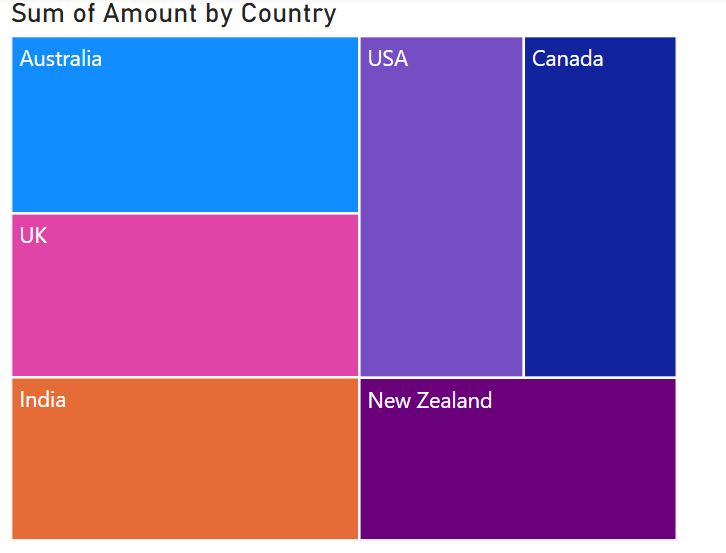 Sum of Amount by Country
Australia
USA
Canada
UK
India
New Zealand